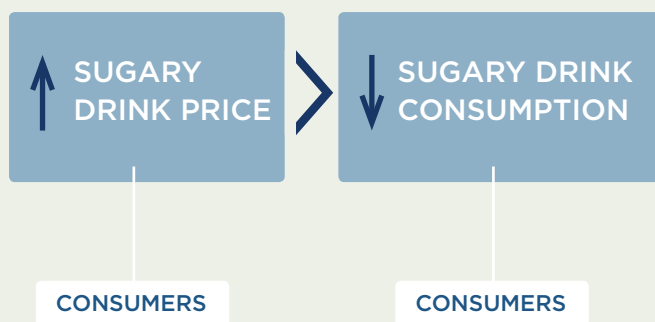 SUGARY
DRINK PRICE
SUGARY DRINK
CONSUMPTION
CONSUMERS
CONSUMERS